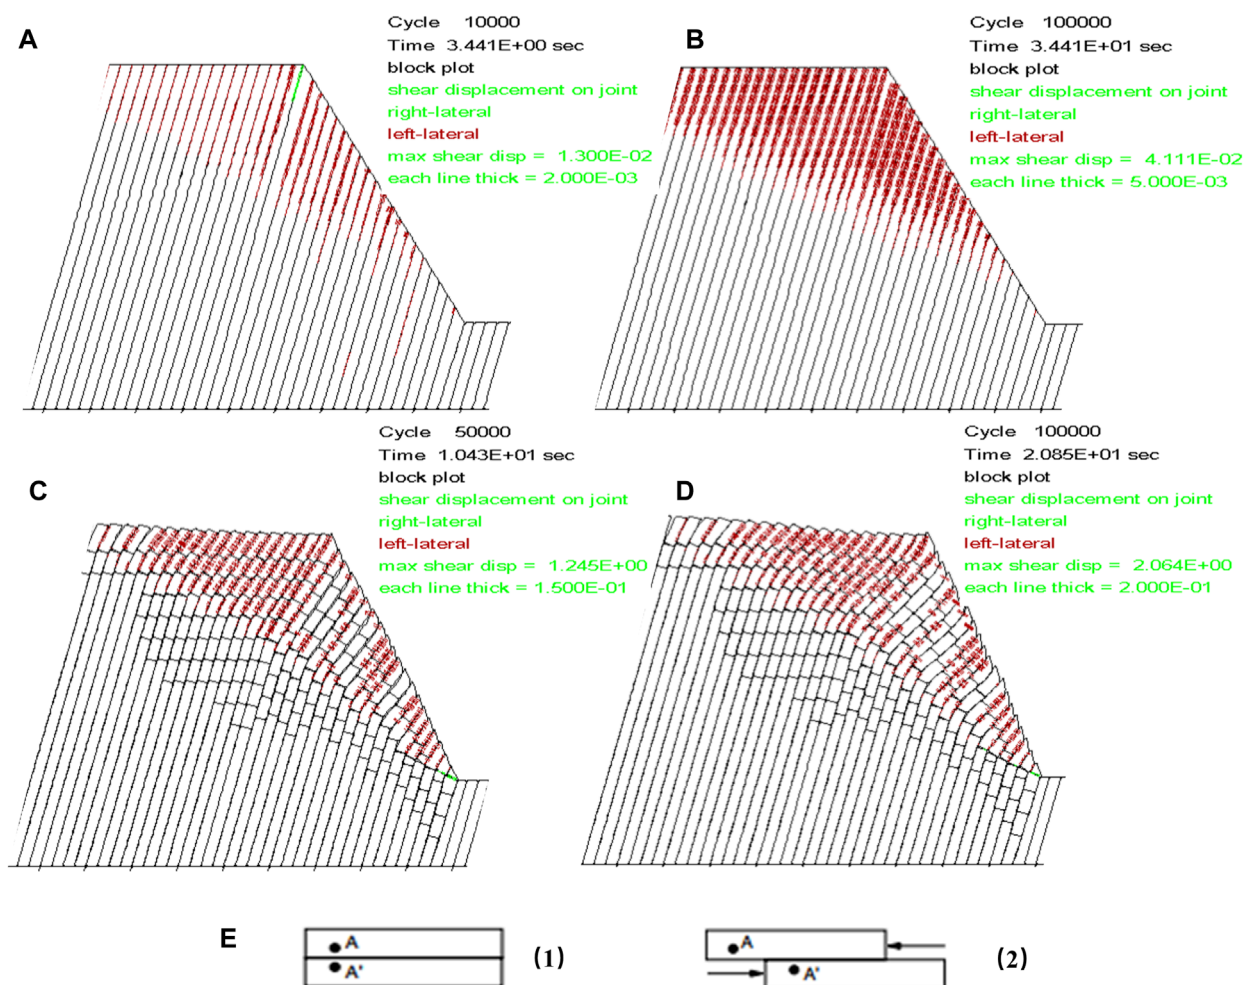 A
Cycle 10000
Time 3.441E+00 sec
block plot
shear displacement on joint
right-lateral
left-lateral
max shear disp = 1.300E-02
each line thick = 2.000E-03
B
Cycle 100000
Time 3.441E+01 sec
block plot
shear displacement on joint
right-lateral
left-lateral
max shear disp = 4.111E-02
each line thick = 5.000E-03
C
Cycle 50000
Time 1.043E+01 sec
block plot
shear displacement on joint
right-lateral
left-lateral
max shear disp = 1.245E+00
each line thick = 1.500E-01
D
Cycle 100000
Time 2.085E+01 sec
block plot
shear displacement on joint
right-lateral
left-lateral
max shear disp = 2.064E+00
each line thick = 2.000E-01
E
A
A'
(1)
A
A'
(2)